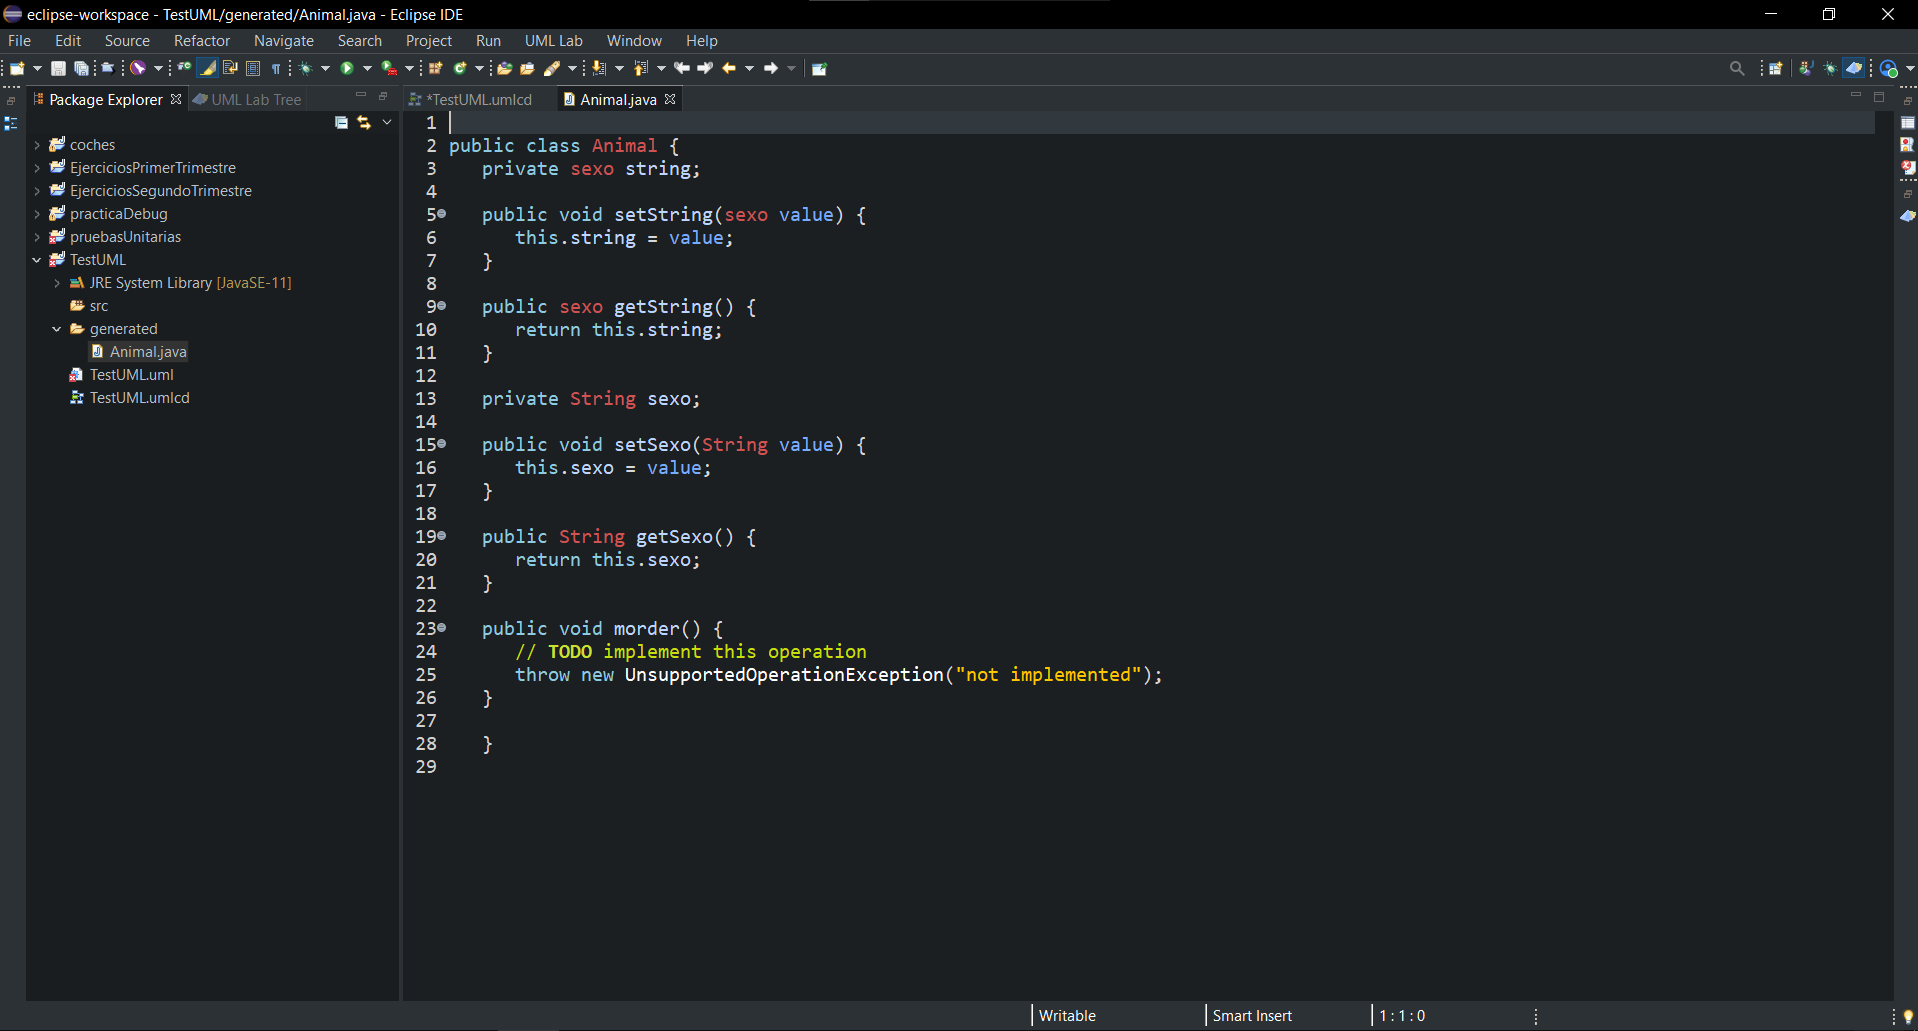 eclipse-workspace - TestUML/generated/Animal.java - Eclipse IDE
File Edit Source Refactor Navigate Search Project Run UML Lab Window Help
Package Explorer UML Lab Tree
*TestUML.umlcd Animal.java
coches
EjerciciosPrimerTrimestre
EjerciciosSegundoTrimestre
practicaDebug
pruebasUnitarias
TestUML
JRE System Library [JavaSE-11]
src
generated
Animal.java
TestUML.uml
TestUML.umlcd
1
2 public class Animal {
3 private sexo string;
4
5 public void setString(sexo value) {
6 this.string = value;
7 }
8
9 public sexo getString() {
10 return this.string;
11 }
12
13 private String sexo;
14
15 public void setSexo(String value) {
16 this.sexo = value;
17 }
18
19 public String getSexo() {
20 return this.sexo;
21 }
22
23 public void morder() {
24 // TODO implement this operation
25 throw new UnsupportedOperationException("not implemented");
26 }
27
28 }
29
Writable Smart Insert 1 : 1 : 0